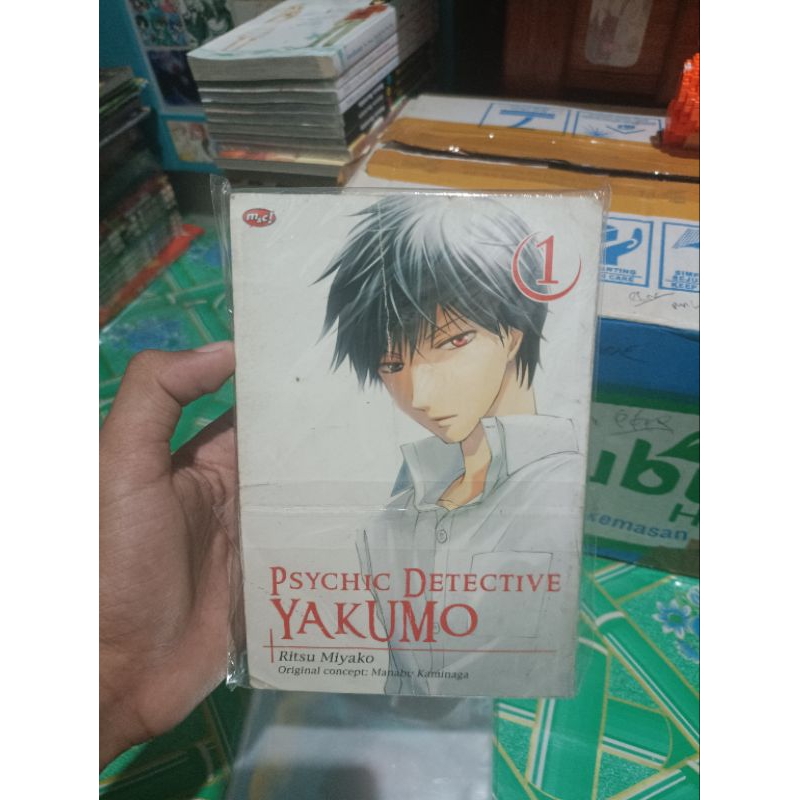 m&c!
1
PSYCHIC DETECTIVE
YAKUMO
Ritsu Miyako
Original concept: Manabu Kaminaga
kemasan